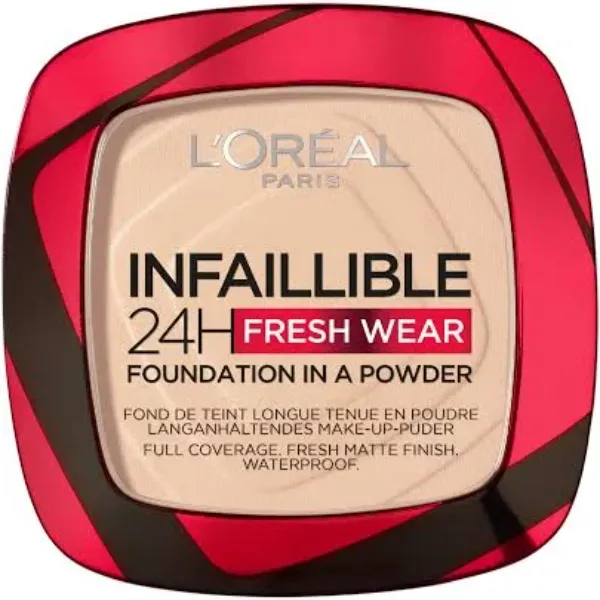 L'ORÉAL
PARIS
INFAILLIBLE
24H FRESH WEAR
FOUNDATION IN A POWDER
FOND DE TEINT LONGUE TENUE EN POUDRE
LANGANHALTENDES MAKE-UP-PUDER
FULL COVERAGE. FRESH MATTE FINISH.
WATERPROOF.